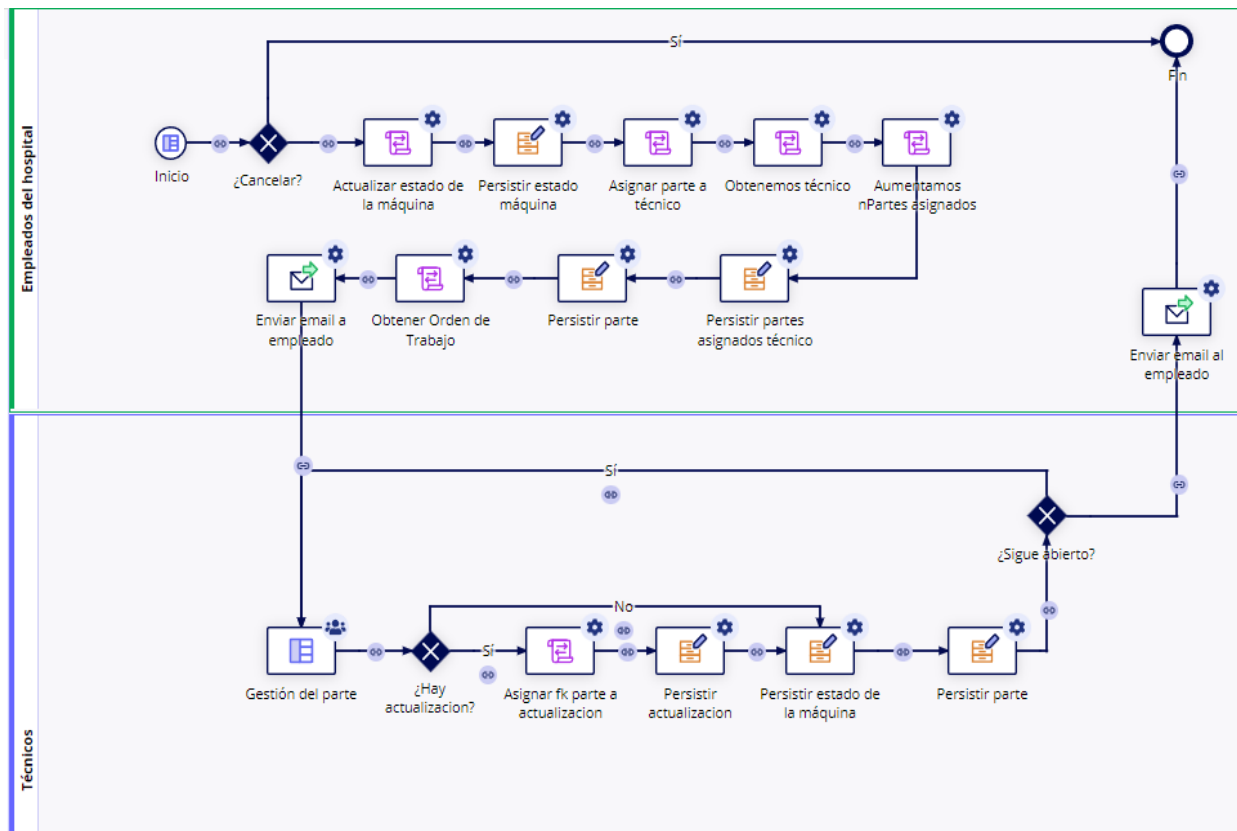 Empleados del hospital
Sí
Fin
Inicio
¿Cancelar?
Actualizar estado de
la máquina
Persistir estado
máquina
Asignar parte a
técnico
Obtenemos técnico
Aumentamos
nPartes asignados
Enviar email a
empleado
Obtener Orden de
Trabajo
Persistir parte
Persistir partes
asignados técnico
Enviar email al
empleado
Técnicos
Sí
¿Sigue abierto?
No
Sí
Gestión del parte
¿Hay
actualizacion?
Asignar fk parte a
actualizacion
Persistir
actualizacion
Persistir estado de
la máquina
Persistir parte